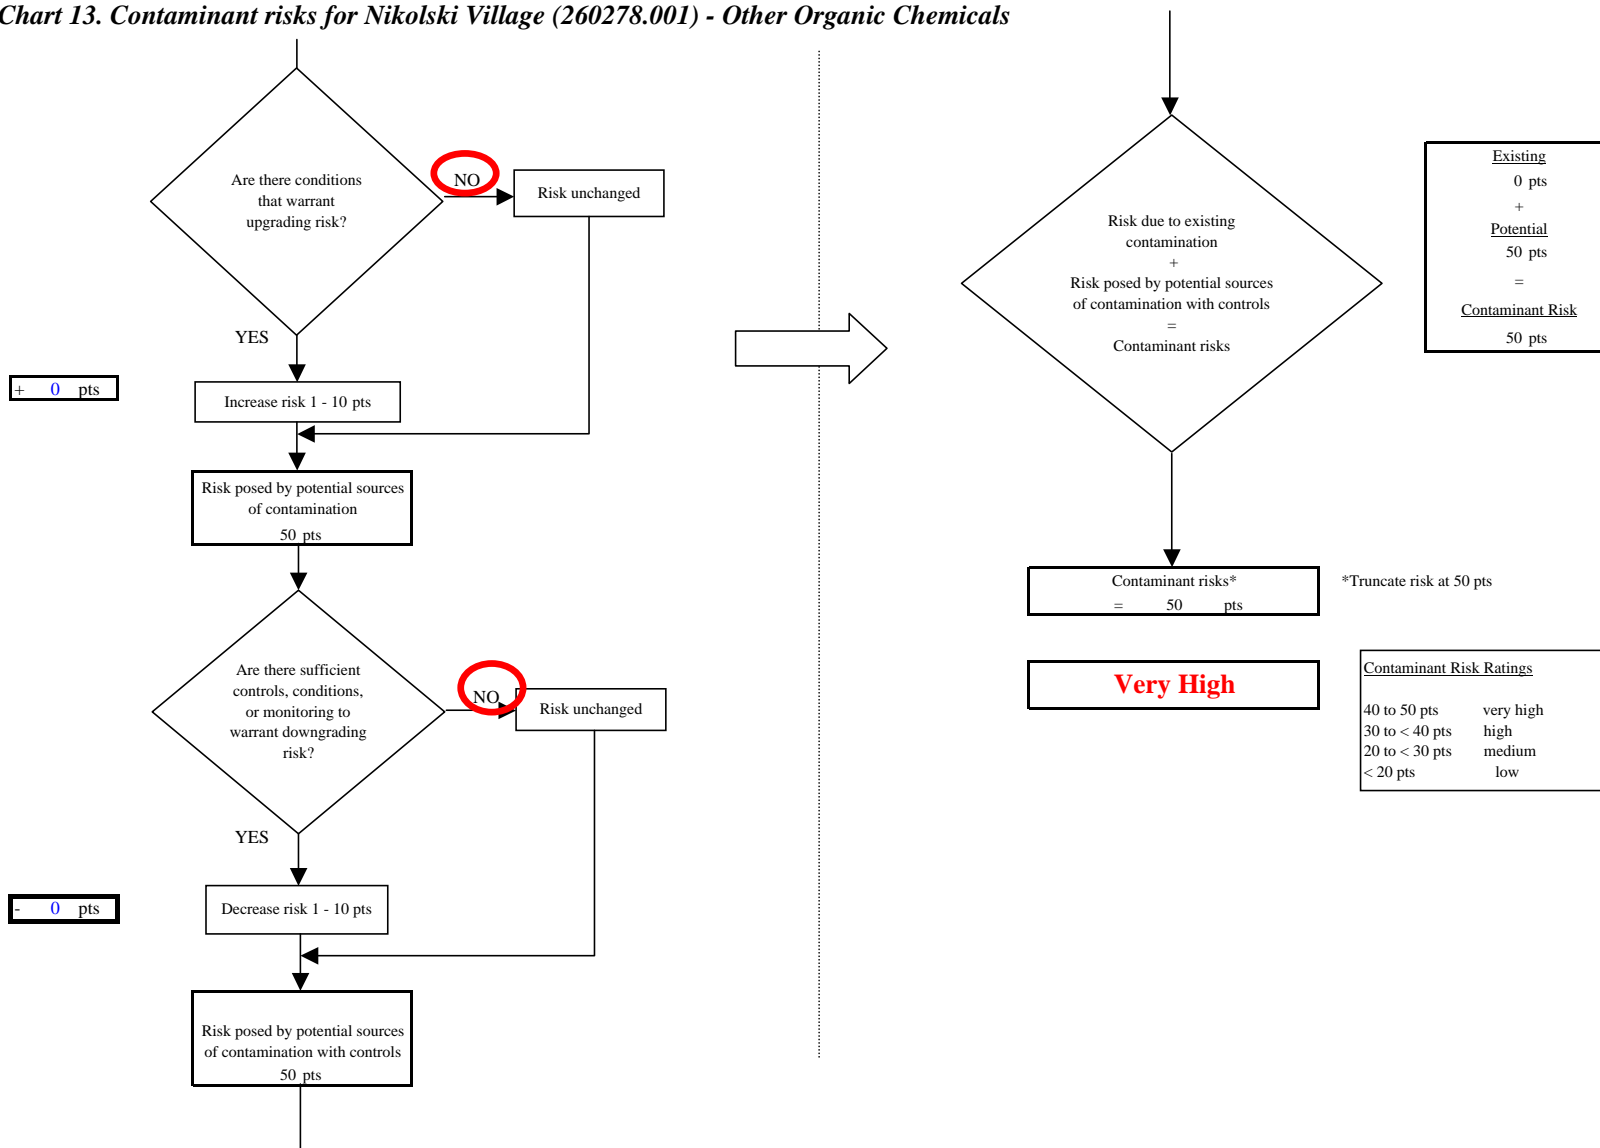 Chart 13. Contaminant risks for Nikolski Village (260278.001) - Other Organic Chemicals
Are there conditions
that warrant
upgrading risk?
NO
Risk unchanged
YES
+ 0 pts
Increase risk 1 - 10 pts
Risk posed by potential sources
of contamination
50 pts
Are there sufficient
controls, conditions,
or monitoring to
warrant downgrading
risk?
NO
Risk unchanged
YES
- 0 pts
Decrease risk 1 - 10 pts
Risk posed by potential sources
of contamination with controls
50 pts
Risk due to existing
contamination
+
Risk posed by potential sources
of contamination with controls
=
Contaminant risks
Existing
0 pts
+
Potential
50 pts
=
Contaminant Risk
50 pts
Contaminant risks*
= 50 pts
*Truncate risk at 50 pts
Very High
Contaminant Risk Ratings
40 to 50 pts very high
30 to < 40 pts high
20 to < 30 pts medium
< 20 pts low